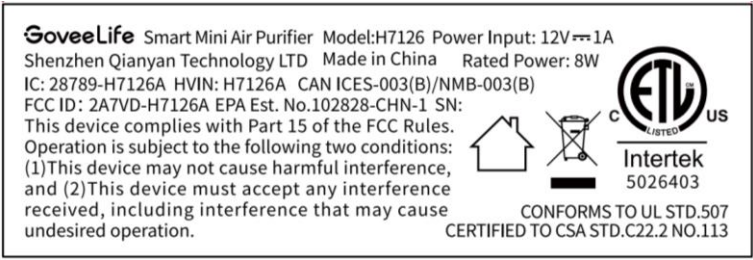 GoveeLife Smart Mini Air Purifier Model:H7126 Power Input: 12V⎓1A
Shenzhen Qianyan Technology LTD Made in China Rated Power: 8W
IC: 28789-H7126A HVIN: H7126A CAN ICES-003(B)/NMB-003(B)
FCC ID: 2A7VD-H7126A EPA Est. No.102828-CHN-1 SN:
This device complies with Part 15 of the FCC Rules.
Operation is subject to the following two conditions:
(1)This device may not cause harmful interference,
and (2)This device must accept any interference
received, including interference that may cause
undesired operation.
ETL CM
C US
LISTED
Intertek
5026403
CONFORMS TO UL STD.507
CERTIFIED TO CSA STD.C22.2 NO.113